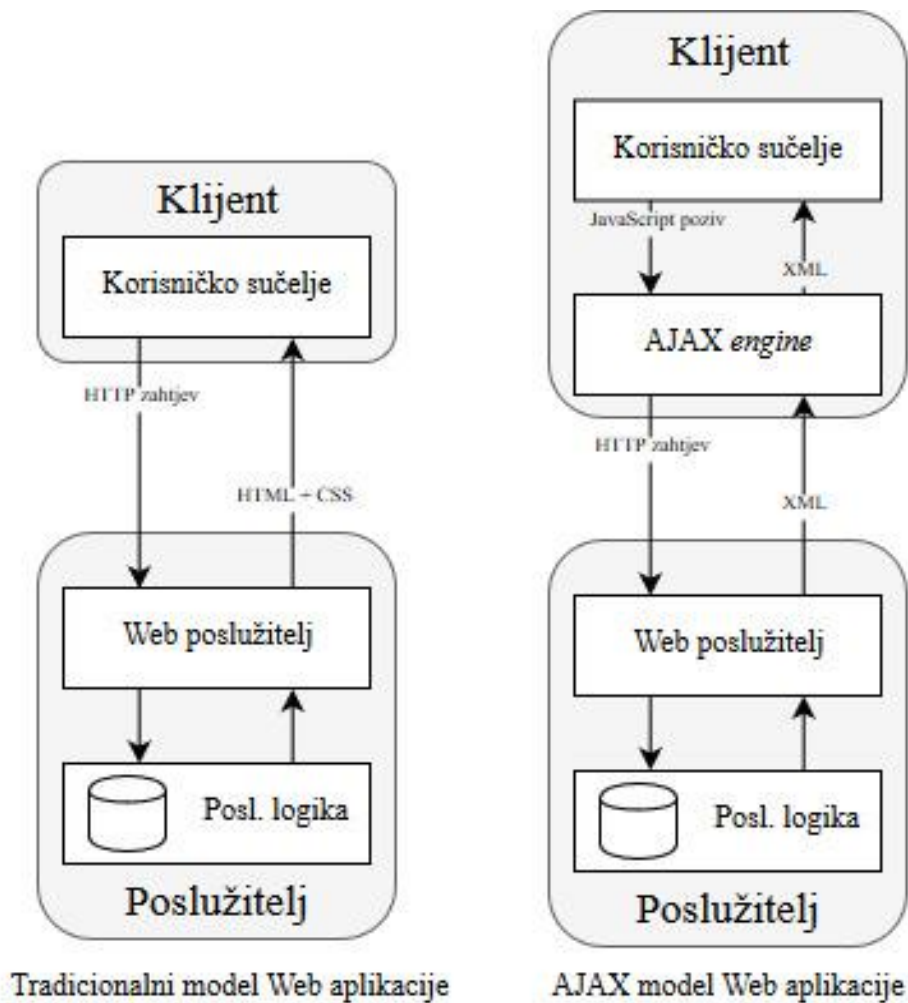 Klijent
Korisničko sučelje
HTTP zahtjev
HTML + CSS
Web poslužitelj
Posl. logika
Poslužitelj
Tradicionalni model Web aplikacije
Klijent
Korisničko sučelje
JavaScript poziv
XML
AJAX engine
HTTP zahtjev
XML
Web poslužitelj
Posl. logika
Poslužitelj
AJAX model Web aplikacije